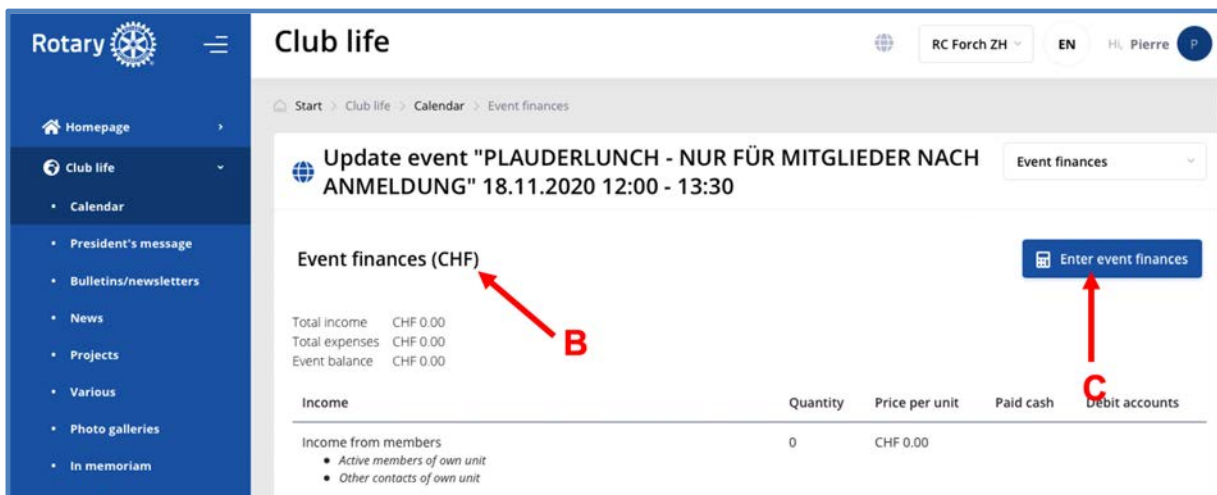 Rotary
Club life
RC Forch ZH
EN
Hi, Pierre
P
Start > Club life > Calendar > Event finances
Homepage
Club life
Calendar
President's message
Bulletins/newsletters
News
Projects
Various
Photo galleries
In memoriam
Update event "PLAUDERLUNCH - NUR FÜR MITGLIEDER NACH
ANMELDUNG" 18.11.2020 12:00 - 13:30
Event finances
Event finances (CHF)
Enter event finances
B
C
Total income CHF 0.00
Total expenses CHF 0.00
Event balance CHF 0.00
Income Quantity Price per unit Paid cash Debit accounts
Income from members 0 CHF 0.00
• Active members of own unit
• Other contacts of own unit